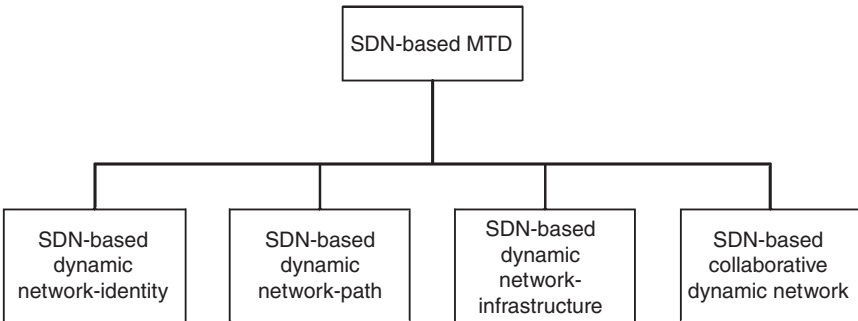 SDN-based MTD
SDN-based
dynamic
network-identity
SDN-based
dynamic
network-path
SDN-based
dynamic
network-
infrastructure
SDN-based
collaborative
dynamic network